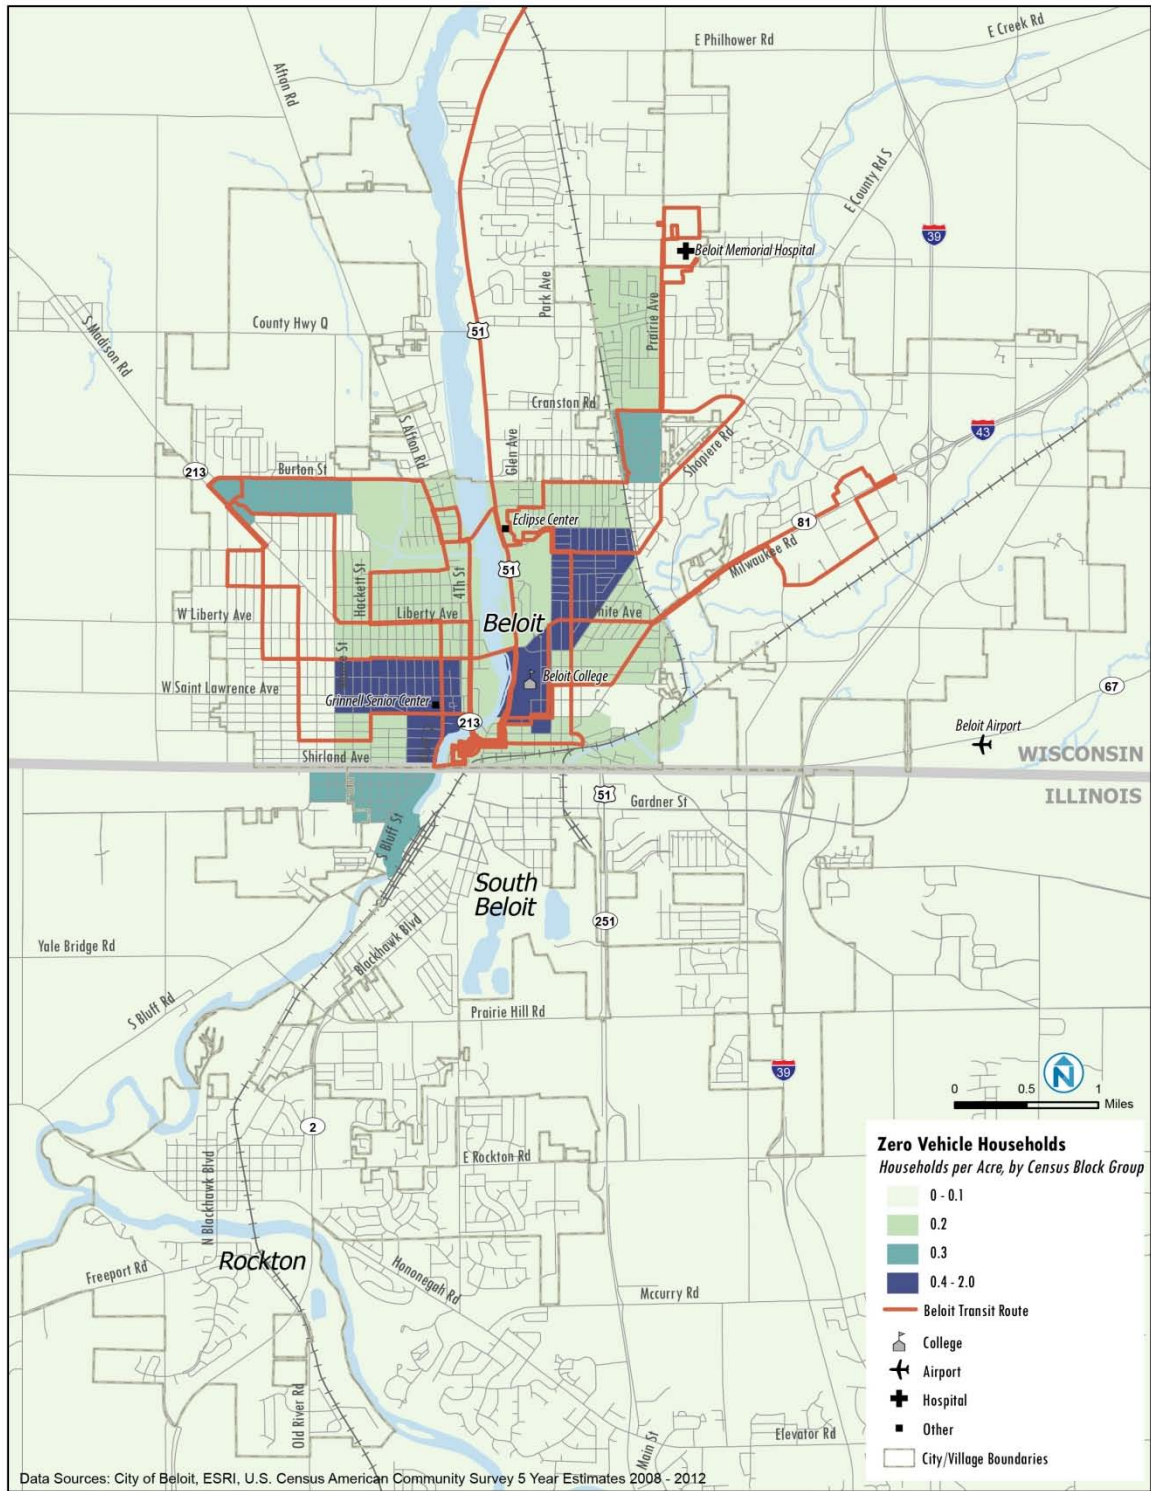 E Creek Rd
E Philhower Rd
Afton Rd
E County Rd S
39
Beloit Memorial Hospital
Park Ave
Prairie Ave
County Hwy Q
51
S Madison Rd
Cranston Rd
S Afton Rd
Glen Ave
43
Shopiere Rd
213
Burton St
Eclipse Center
81
Milwaukee Rd
51
Hackett St
4Th St
W Liberty Ave
Liberty Ave
Beloit
W Saint Lawrence Ave
Beloit College
67
Grinnell Senior Center
213
Beloit Airport
Shirland Ave
WISCONSIN
ILLINOIS
51
Gardner St
S Bluff St
South
Beloit
251
Yale Bridge Rd
Blackhawk Blvd
S Bluff Rd
Prairie Hill Rd
39
N
0 0.5 1
Miles
2
E Rockton Rd
N Blackhawk Blvd
Rockton
Freeport Rd
Hononegah Rd
Mccurry Rd
Old River Rd
Main St
Elevator Rd
Zero Vehicle Households
Households per Acre, by Census Block Group
0 - 0.1
0.2
0.3
0.4 - 2.0
Beloit Transit Route
College
Airport
Hospital
Other
City/Village Boundaries
Data Sources: City of Beloit, ESRI, U.S. Census American Community Survey 5 Year Estimates 2008 - 2012